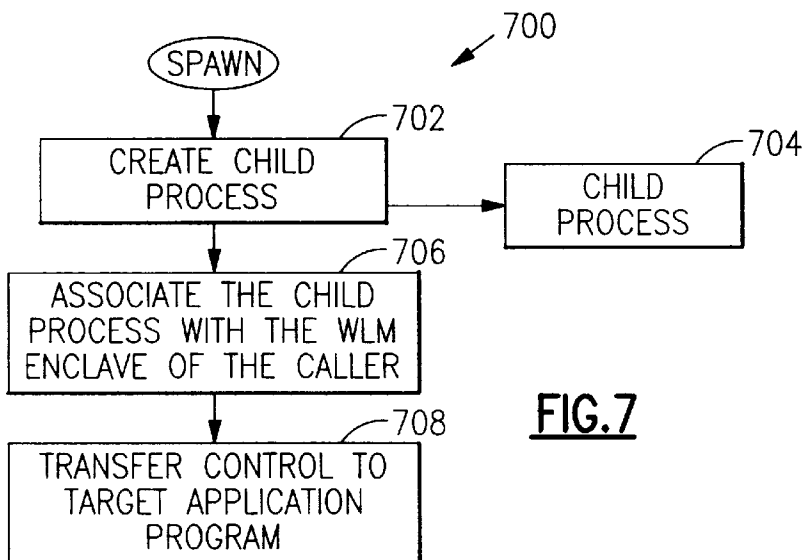 700
SPAWN
702
CREATE CHILD
PROCESS
704
CHILD
PROCESS
706
ASSOCIATE THE CHILD
PROCESS WITH THE WLM
ENCLAVE OF THE CALLER
FIG.7
708
TRANSFER CONTROL TO
TARGET APPLICATION
PROGRAM